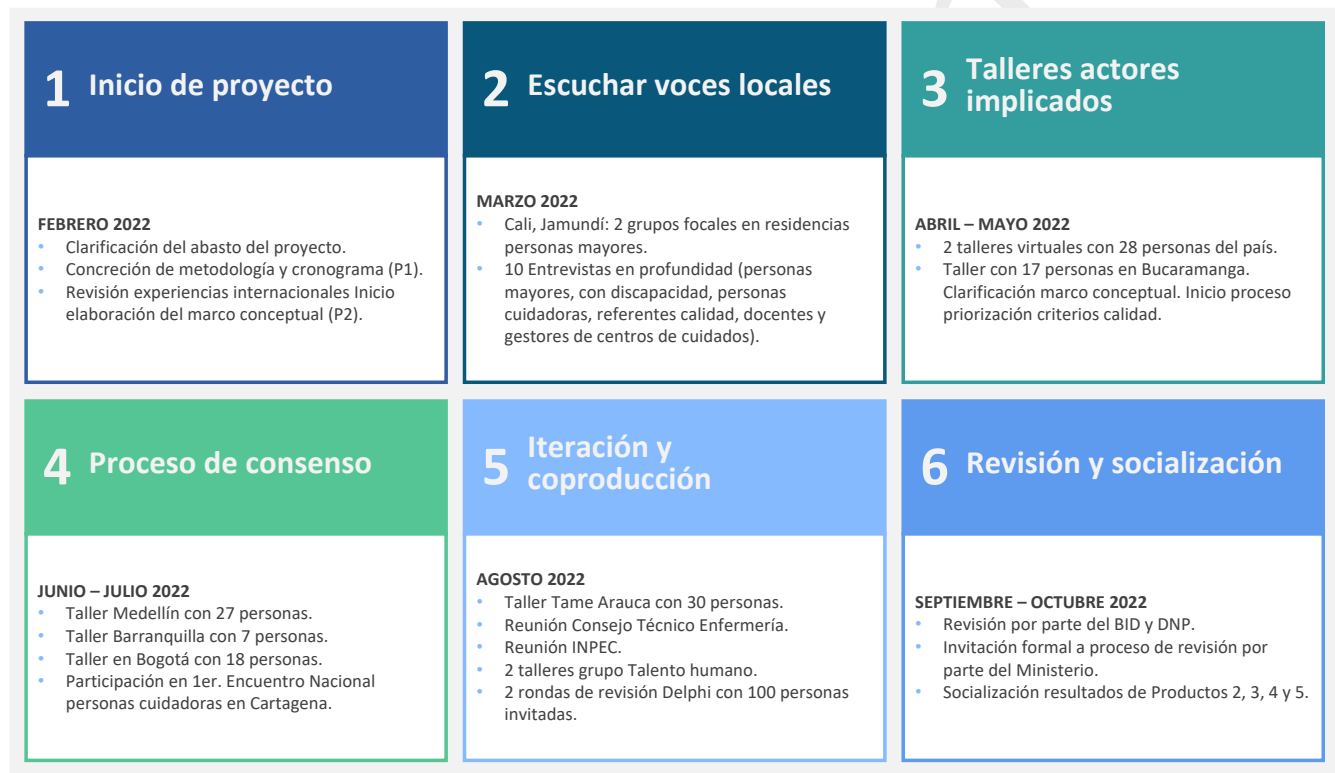 1 Inicio de proyecto
FEBRERO 2022
• Clarificación del abasto del proyecto.
• Concreción de metodología y cronograma (P1).
• Revisión experiencias internacionales Inicio
elaboración del marco conceptual (P2).
2 Escuchar voces locales
MARZO 2022
• Cali, Jamundí: 2 grupos focales en residencias
personas mayores.
• 10 Entrevistas en profundidad (personas
mayores, con discapacidad, personas
cuidadoras, referentes calidad, docentes y
gestores de centros de cuidados).
3 Talleres actores
implicados
ABRIL – MAYO 2022
• 2 talleres virtuales con 28 personas del país.
• Taller con 17 personas en Bucaramanga.
Clarificación marco conceptual. Inicio proceso
priorización criterios calidad.
4 Proceso de consenso
JUNIO – JULIO 2022
• Taller Medellín con 27 personas.
• Taller Barranquilla con 7 personas.
• Taller en Bogotá con 18 personas.
• Participación en 1er. Encuentro Nacional
personas cuidadoras en Cartagena.
5 Iteración y
coproducción
AGOSTO 2022
• Taller Tame Arauca con 30 personas.
• Reunión Consejo Técnico Enfermería.
• Reunión INPEC.
• 2 talleres grupo Talento humano.
• 2 rondas de revisión Delphi con 100 personas
invitadas.
6 Revisión y socialización
SEPTIEMBRE – OCTUBRE 2022
• Revisión por parte del BID y DNP.
• Invitación formal a proceso de revisión por
parte del Ministerio.
• Socialización resultados de Productos 2, 3, 4 y 5.